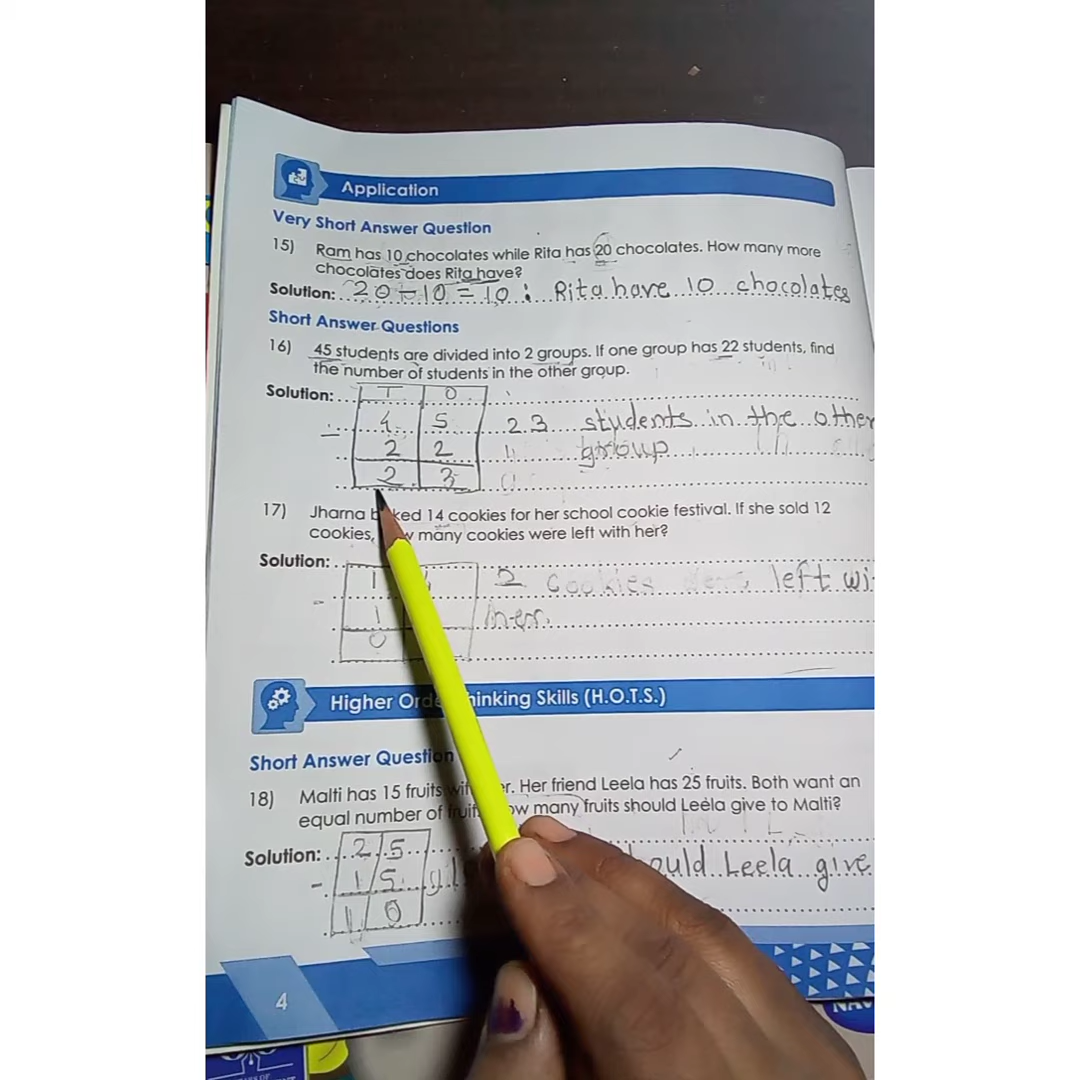 Application
Very Short Answer Question
15) Ram has 10 chocolates while Rita has 20 chocolates. How many more
chocolates does Rita have?
Solution: 20 - 10 = 10 : Rita have 10 chocolates
Short Answer Questions
16) 45 students are divided into 2 groups. If one group has 22 students, find
the number of students in the other group.
Solution: T O
4 5 23 students in the other
- 2 2 group
2 3
17) Jharna ked 14 cookies for her school cookie festival. If she sold 12
cookies, many cookies were left with her?
Solution: 1 2 cookies left wi
- 1
0
Higher Order Thinking Skills (H.O.T.S.)
Short Answer Question
18) Malti has 15 fruits Her friend Leela has 25 fruits. Both want an
equal number of many fruits should Leela give to Malti?
Solution: 2 5
- 1 5 ould Leela give
1 0
4